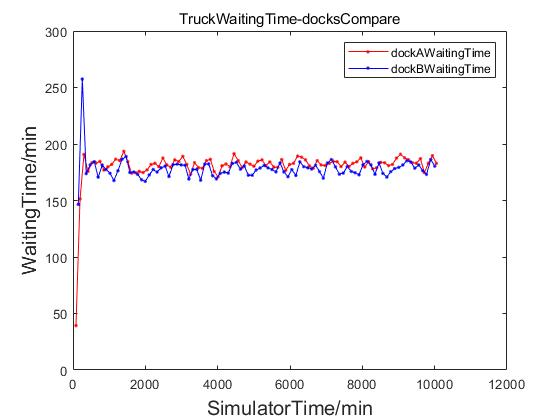 TruckWaitingTime-docksCompare
300
250
200
150
100
50
0
WaitingTime/min
dockAWaitingTime
dockBWaitingTime
0 2000 4000 6000 8000 10000 12000
SimulatorTime/min